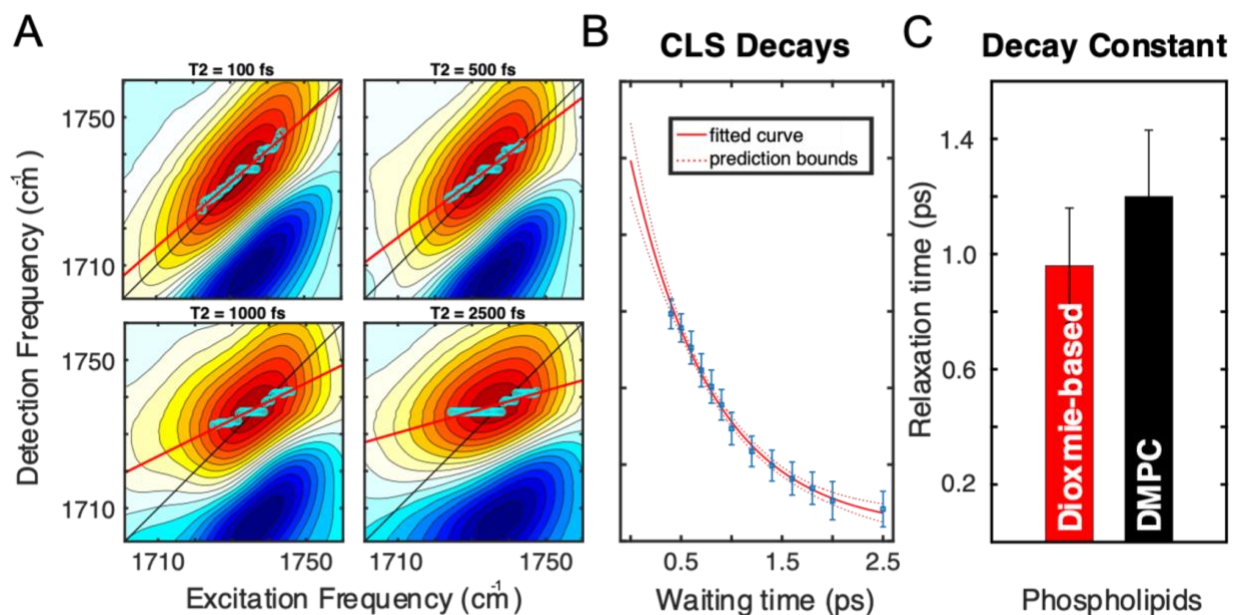 A
B
C
CLS Decays
Decay Constant
T2 = 100 fs
T2 = 500 fs
1750
1710
T2 = 1000 fs
T2 = 2500 fs
1750
1710
1710
1750
1710
1750
Detection Frequency (cm-1)
Excitation Frequency (cm-1)
fitted curve
prediction bounds
0.5
1.5
2.5
Waiting time (ps)
Relaxation time (ps)
1.4
1.0
0.6
0.2
Dioxmie-based
DMPC
Phospholipids